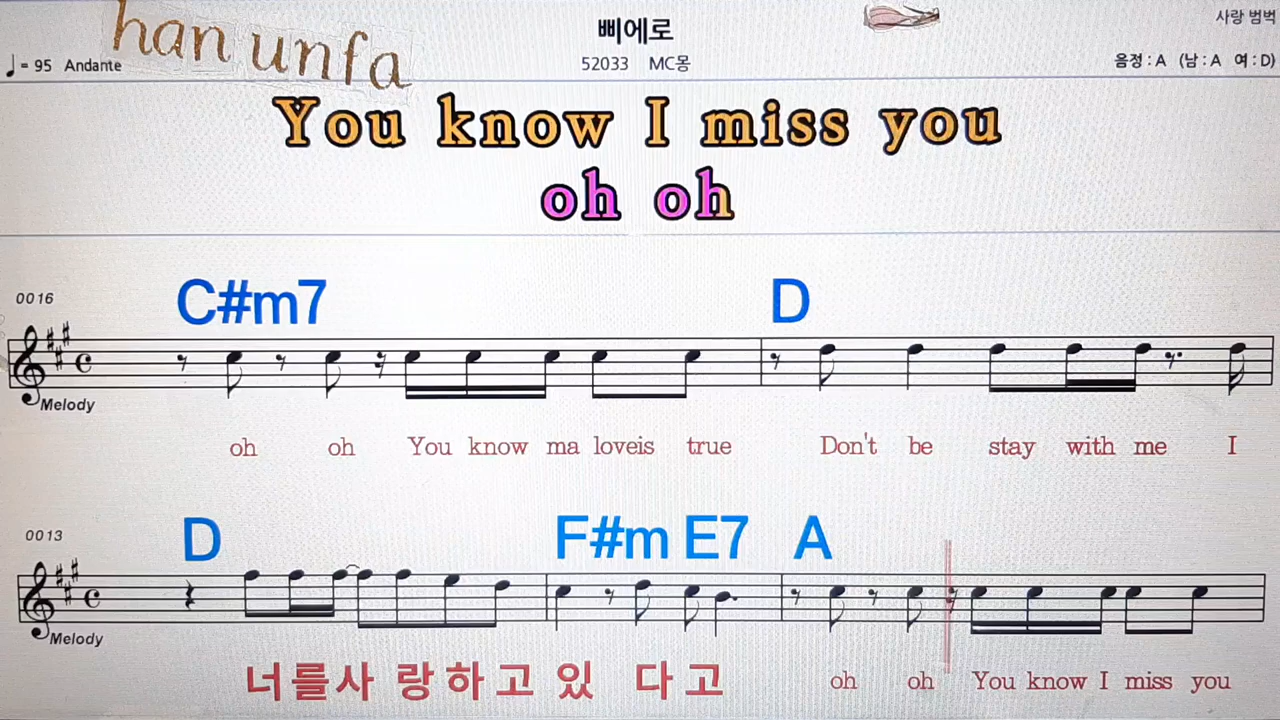 han unfa
삐에로
사랑 범벅
♩= 95 Andante
52033 MC몽
음정 : A (남 : A 여 : D)
You know I miss you
oh oh
0016
C#m7 D
Melody
oh oh You know ma loveis true Don't be stay with me I
0013
D F#m E7 A
Melody
너를사 랑하고 있 다고 oh oh You know I miss you